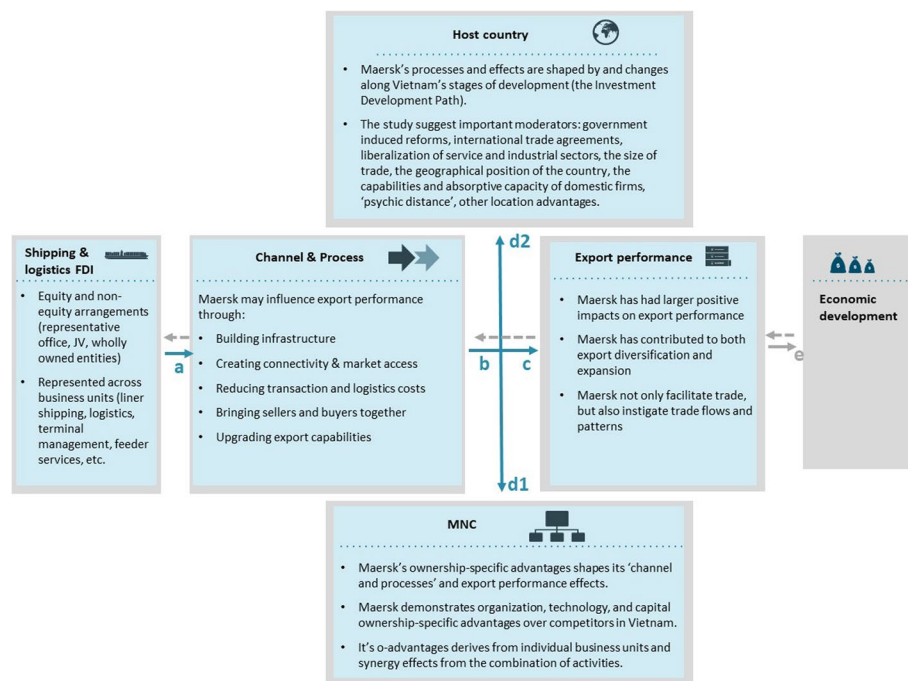 Host country
• Maersk's processes and effects are shaped by and changes
along Vietnam's stages of development (the Investment
Development Path).
• The study suggest important moderators: government
induced reforms, international trade agreements,
liberalization of service and industrial sectors, the size of
trade, the geographical position of the country, the
capabilities and absorptive capacity of domestic firms,
'psychic distance', other location advantages.
Shipping &
logistics FDI
• Equity and non-
equity arrangements
(representative
office, JV, wholly
owned entities)
• Represented across
business units (liner
shipping, logistics,
terminal
management, feeder
services, etc.
a
Channel & Process
Maersk may influence export performance
through:
• Building infrastructure
• Creating connectivity & market access
• Reducing transaction and logistics costs
• Bringing sellers and buyers together
• Upgrading export capabilities
d2
b
c
d1
Export performance
• Maersk has had larger positive
impacts on export performance
• Maersk has contributed to both
export diversification and
expansion
• Maersk not only facilitate trade,
but also instigate trade flows and
patterns
e
Economic
development
MNC
• Maersk's ownership-specific advantages shapes its 'channel
and processes' and export performance effects.
• Maersk demonstrates organization, technology, and capital
ownership-specific advantages over competitors in Vietnam.
• It's o-advantages derives from individual business units and
synergy effects from the combination of activities.